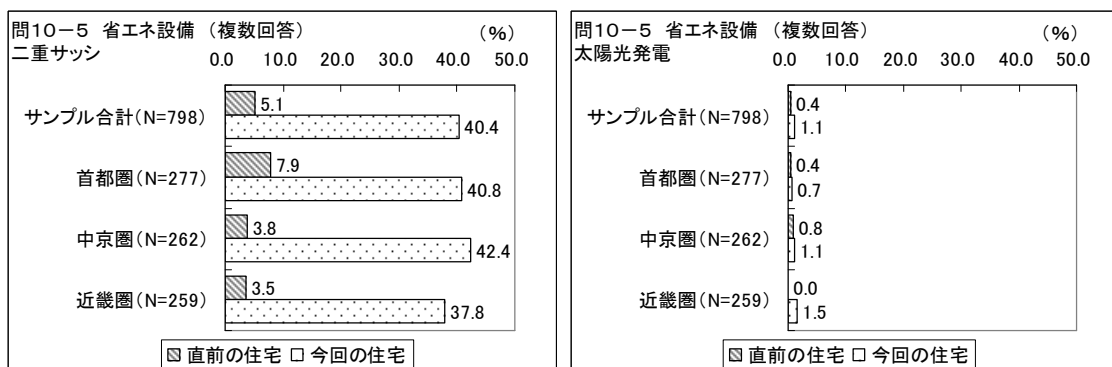 問10－5 省エネ設備 （複数回答） （％）
二重サッシ
0.0 10.0 20.0 30.0 40.0 50.0
サンプル合計(N=798) 5.1 40.4
首都圏(N=277) 7.9 40.8
中京圏(N=262) 3.8 42.4
近畿圏(N=259) 3.5 37.8
直前の住宅 今回の住宅
問10－5 省エネ設備 （複数回答） （％）
太陽光発電
0.0 10.0 20.0 30.0 40.0 50.0
サンプル合計(N=798) 0.4 1.1
首都圏(N=277) 0.4 0.7
中京圏(N=262) 0.8 1.1
近畿圏(N=259) 0.0 1.5
直前の住宅 今回の住宅